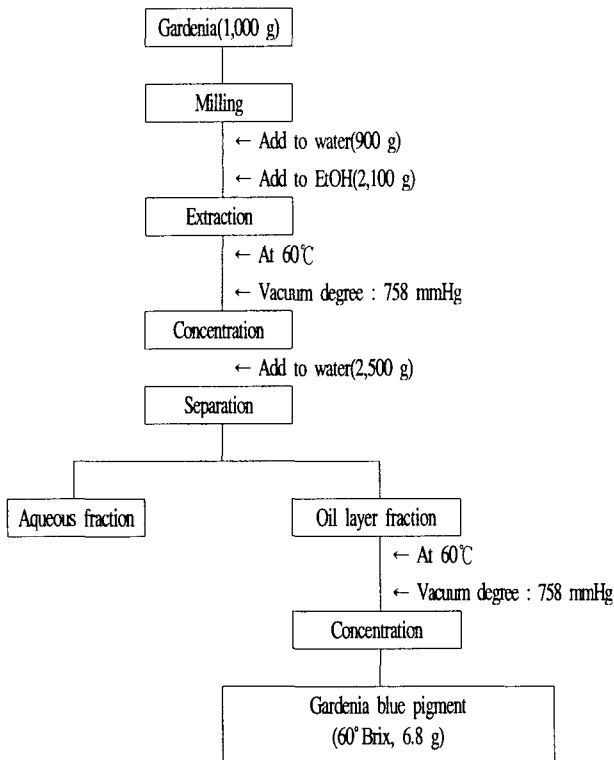 Gardenia(1,000 g)
Milling
← Add to water(900 g)
← Add to EtOH(2,100 g)
Extraction
← At 60℃
← Vacuum degree : 758 mmHg
Concentration
← Add to water(2,500 g)
Separation
Aqueous fraction
Oil layer fraction
← At 60℃
← Vacuum degree : 758 mmHg
Concentration
Gardenia blue pigment
(60° Brix, 6.8 g)